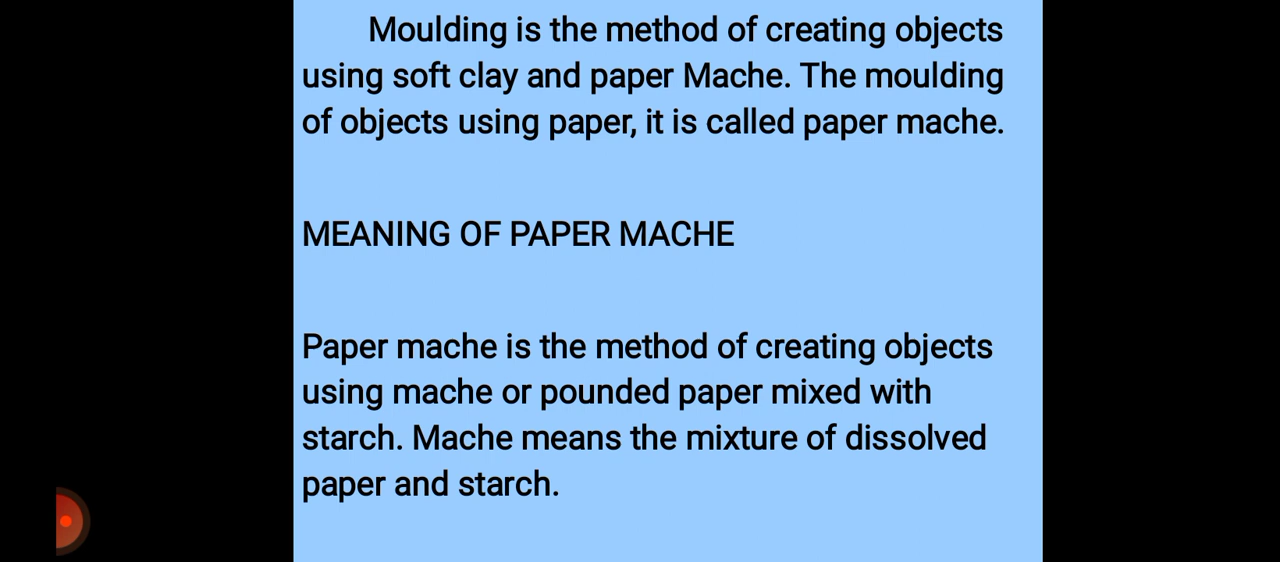 Moulding is the method of creating objects
using soft clay and paper Mache. The moulding
of objects using paper, it is called paper mache.
MEANING OF PAPER MACHE
Paper mache is the method of creating objects
using mache or pounded paper mixed with
starch. Mache means the mixture of dissolved
paper and starch.